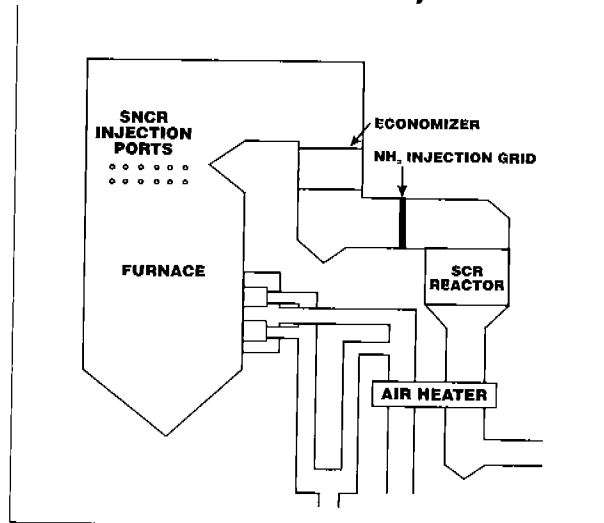 SNCR
INJECTION
PORTS
ECONOMIZER
NH₃ INJECTION GRID
FURNACE
SCR
REACTOR
AIR HEATER